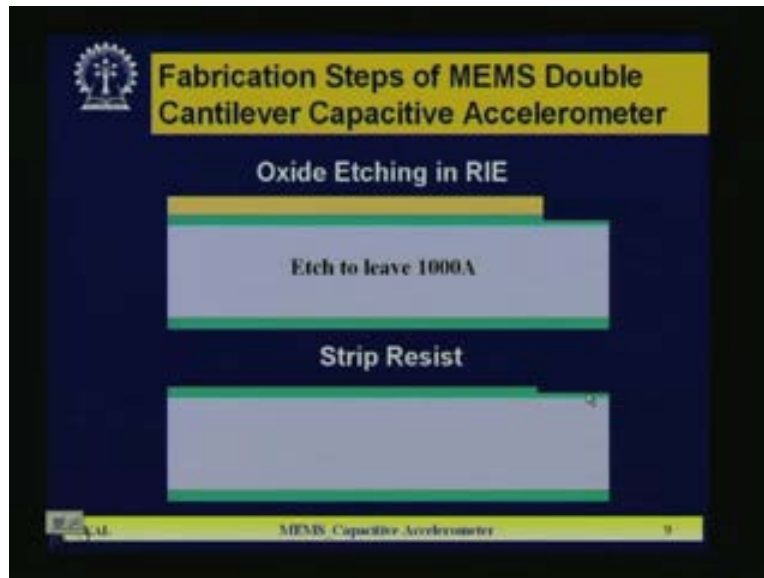 Fabrication Steps of MEMS Double
Cantilever Capacitive Accelerometer
Oxide Etching in RIE
Etch to leave 1000A
Strip Resist
MEMS Capacitive Accelerometer
9